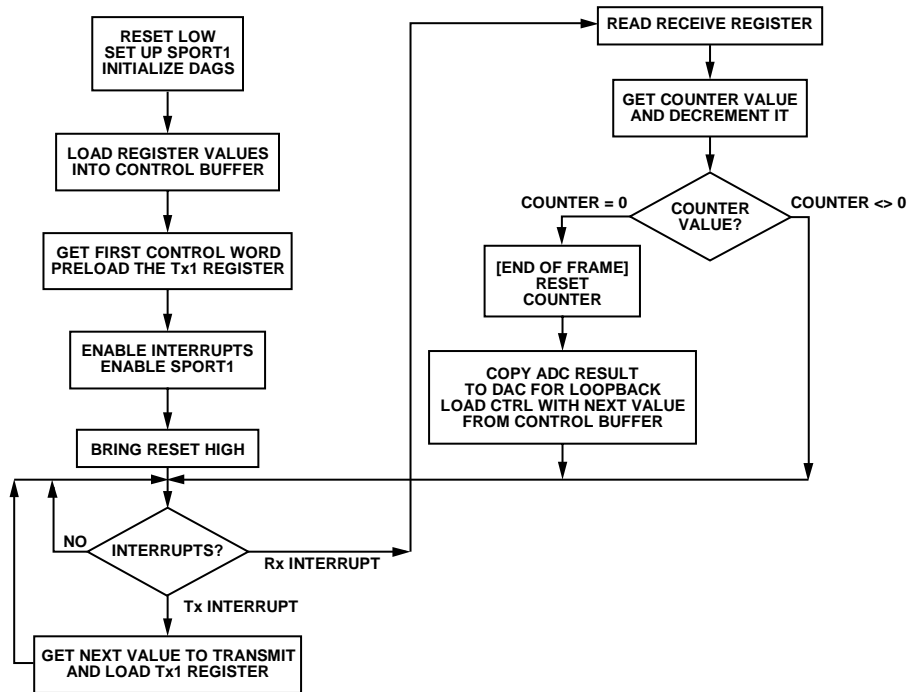 RESET LOW
SET UP SPORT1
INITIALIZE DAGS
LOAD REGISTER VALUES
INTO CONTROL BUFFER
GET FIRST CONTROL WORD
PRELOAD THE Tx1 REGISTER
ENABLE INTERRUPTS
ENABLE SPORT1
BRING RESET HIGH
NO
INTERRUPTS?
Rx INTERRUPT
Tx INTERRUPT
GET NEXT VALUE TO TRANSMIT
AND LOAD Tx1 REGISTER
READ RECEIVE REGISTER
GET COUNTER VALUE
AND DECREMENT IT
COUNTER = 0
COUNTER
VALUE?
COUNTER <> 0
[END OF FRAME]
RESET
COUNTER
COPY ADC RESULT
TO DAC FOR LOOPBACK
LOAD CTRL WITH NEXT VALUE
FROM CONTROL BUFFER